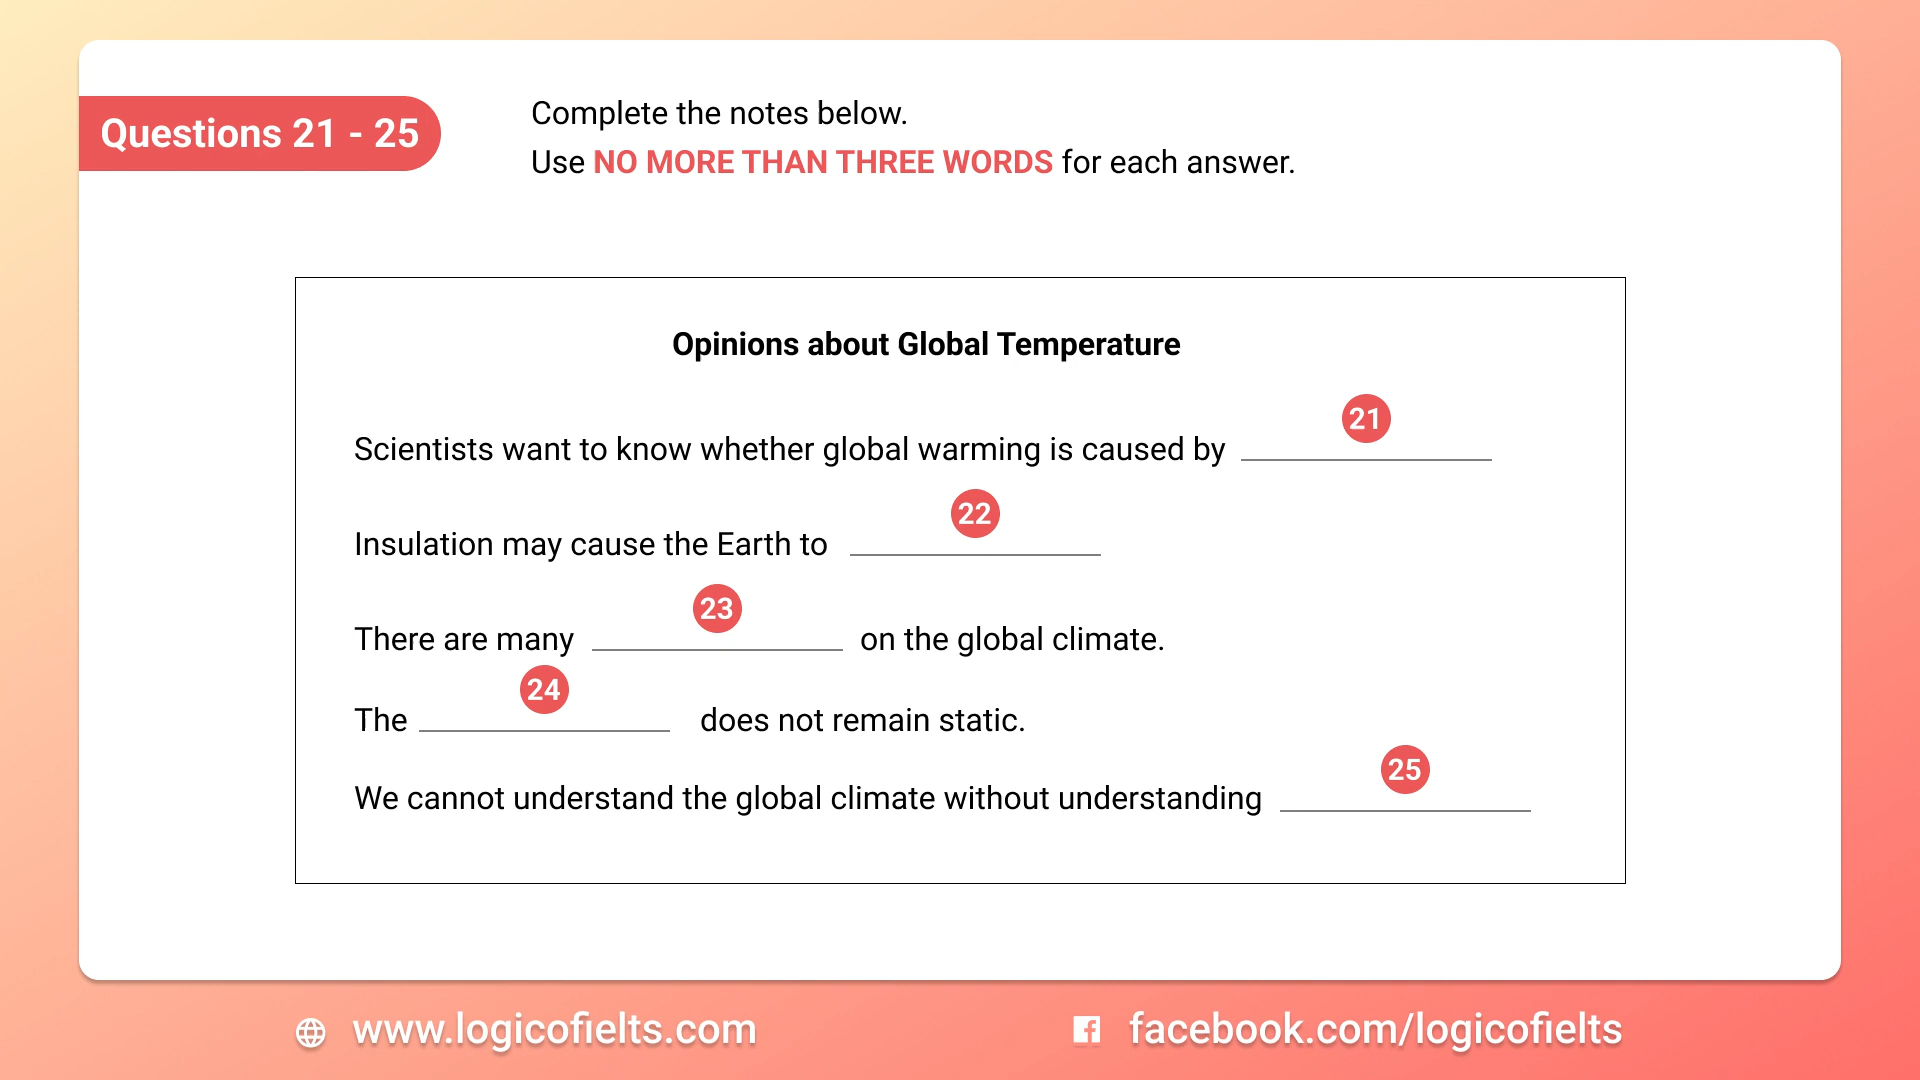 Questions 21 - 25
Complete the notes below.
Use NO MORE THAN THREE WORDS for each answer.
Opinions about Global Temperature
Scientists want to know whether global warming is caused by 21
Insulation may cause the Earth to 22
There are many 23 on the global climate.
The 24 does not remain static.
We cannot understand the global climate without understanding 25
www.logicofielts.com
facebook.com/logicofielts